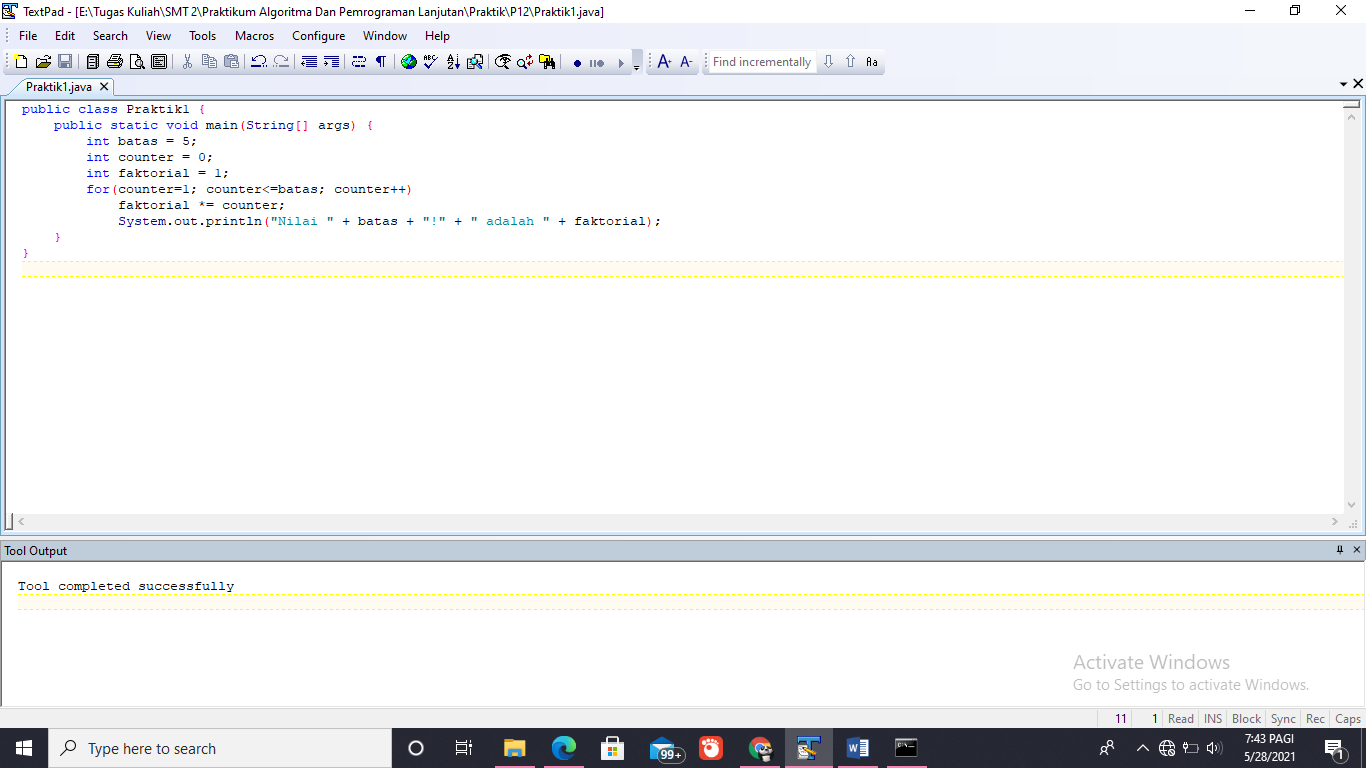 TextPad - [E:\Tugas Kuliah\SMT 2\Praktikum Algoritma Dan Pemrograman Lanjutan\Praktik\P12\Praktik1.java]
File Edit Search View Tools Macros Configure Window Help
Find incrementally
Praktik1.java
public class Praktik1 {
    public static void main(String[] args) {
        int batas = 5;
        int counter = 0;
        int faktorial = 1;
        for(counter=1; counter<=batas; counter++)
            faktorial *= counter;
            System.out.println("Nilai " + batas + "!" + " adalah " + faktorial);
    }
}
Tool Output
Tool completed successfully
Activate Windows
Go to Settings to activate Windows.
11 1 Read INS Block Sync Rec Caps
Type here to search
99+
7:43 PAGI
5/28/2021
1